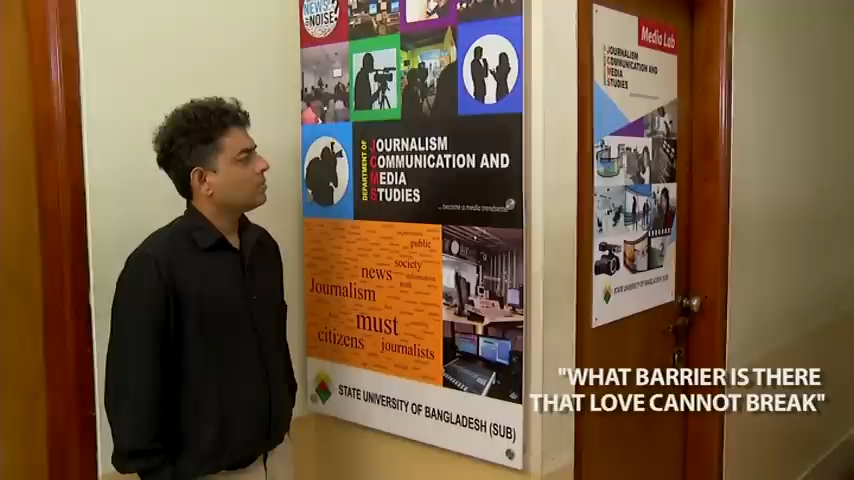 NEWS
NOISE
DEPARTMENT OF
JOURNALISM
COMMUNICATION AND
MEDIA
STUDIES
...become a media trendsetter
public
society
news
information
Journalism
must
citizens
journalists
STATE UNIVERSITY OF BANGLADESH (SUB)
Media Lab
JOURNALISM
COMMUNICATION AND
MEDIA
STUDIES
STATE UNIVERSITY OF BANGLADESH (SUB)
"WHAT BARRIER IS THERE
THAT LOVE CANNOT BREAK"